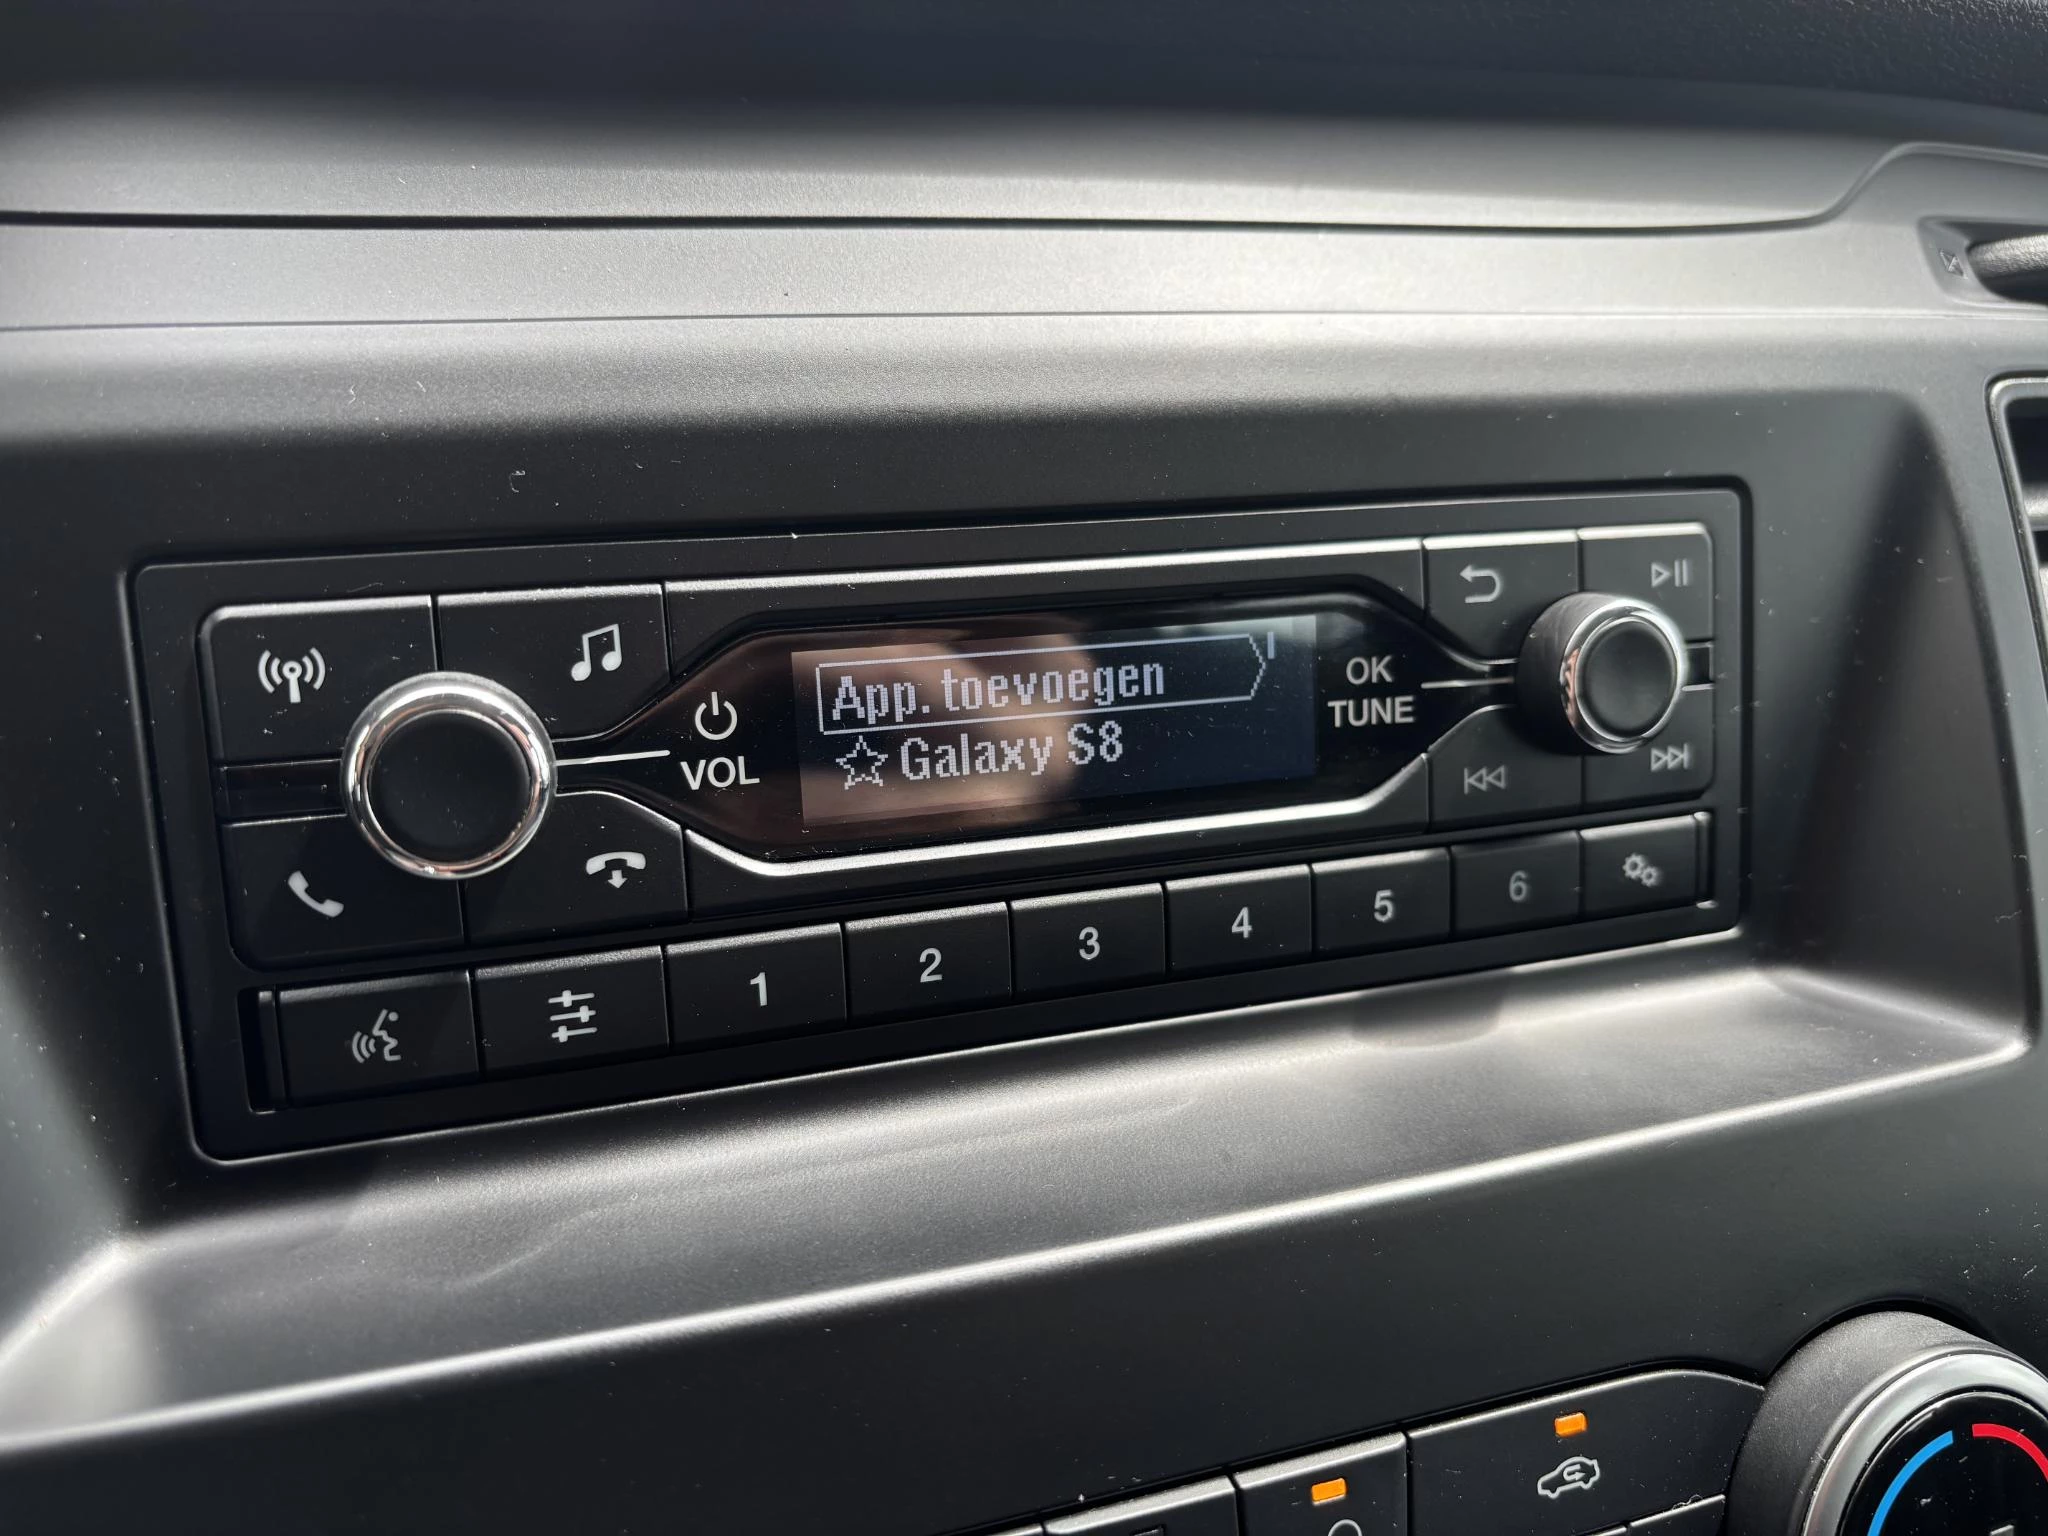 App. toevoegen
Galaxy S8
VOL
OK
TUNE
1 2 3 4 5 6